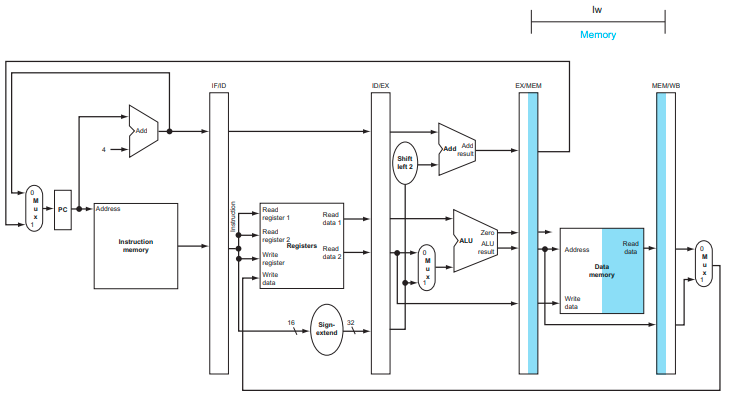 lw
Memory
IF/ID
ID/EX
EX/MEM
MEM/WB
Add
4
Add
Add
result
Shift
left 2
0
M
u
x
1
PC
Address
Instruction
memory
Instruction
Read
register 1
Read
register 2
Registers
Write
register
Write
data
Read
data 1
Read
data 2
16
Sign-
extend
32
0
M
u
x
1
Zero
ALU
ALU
result
Address
Read
data
Data
memory
Write
data
0
M
u
x
1